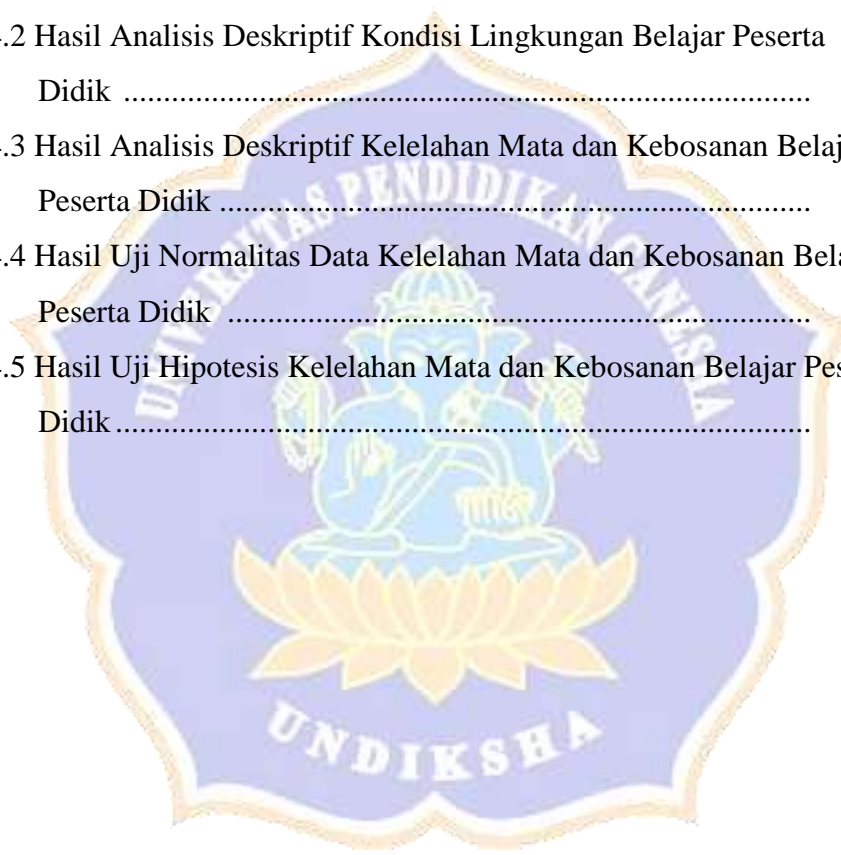 .2 Hasil Analisis Deskriptif Kondisi Lingkungan Belajar Peserta
Didik ......................................................................................
.3 Hasil Analisis Deskriptif Kelelahan Mata dan Kebosanan Belaj
Peserta Didik ..........................................................................
.4 Hasil Uji Normalitas Data Kelelahan Mata dan Kebosanan Bela
Peserta Didik .........................................................................
.5 Hasil Uji Hipotesis Kelelahan Mata dan Kebosanan Belajar Pes
Didik .......................................................................................
UNIVERSITAS PENDIDIKAN GANESHA
UNDIKSHA